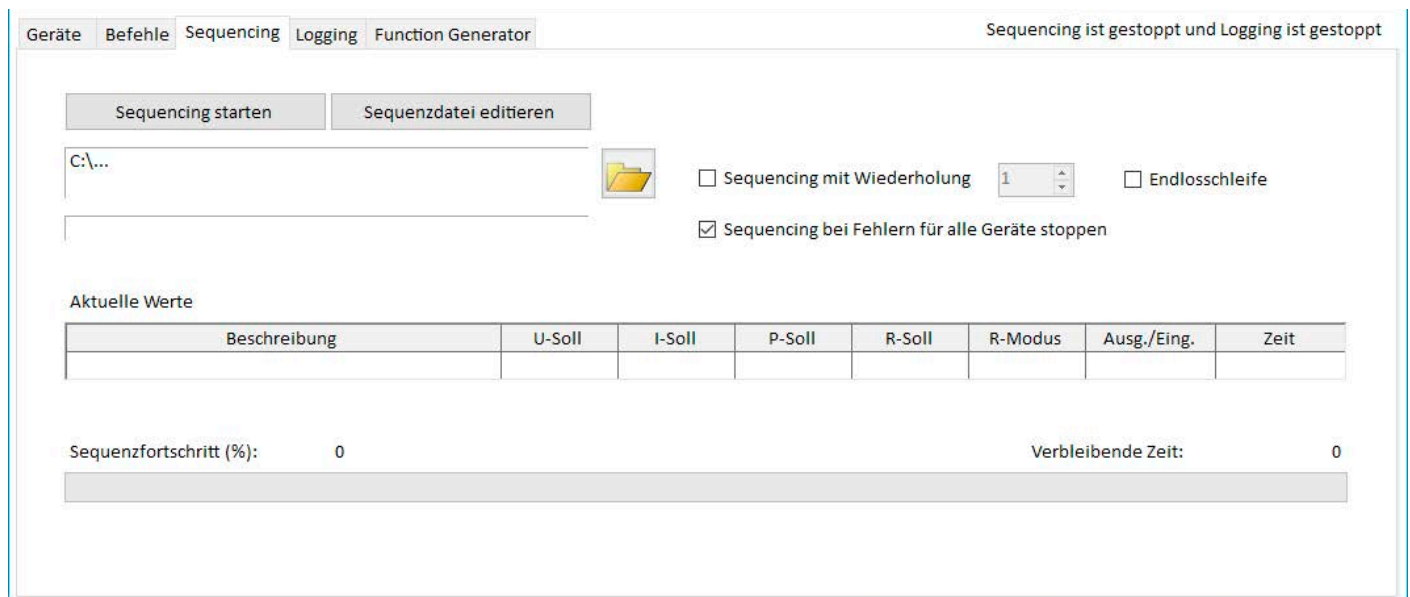 Geräte Befehle Sequencing Logging Function Generator Sequencing ist gestoppt und Logging ist gestoppt
Sequencing starten Sequenzdatei editieren
C:\...
Sequencing mit Wiederholung 1 Endlosschleife
Sequencing bei Fehlern für alle Geräte stoppen
Aktuelle Werte
Beschreibung U-Soll I-Soll P-Soll R-Soll R-Modus Ausg./Eing. Zeit
Sequenzfortschritt (%): 0 Verbleibende Zeit: 0